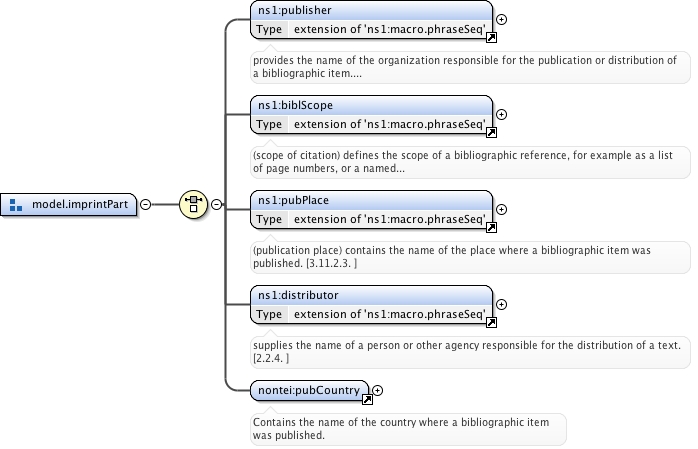 ns1:publisher
Type extension of 'ns1:macro.phraseSeq'
provides the name of the organization responsible for the publication or distribution of
a bibliographic item....
ns1:biblScope
Type extension of 'ns1:macro.phraseSeq'
(scope of citation) defines the scope of a bibliographic reference, for example as a list
of page numbers, or a named...
model.imprintPart
ns1:pubPlace
Type extension of 'ns1:macro.phraseSeq'
(publication place) contains the name of the place where a bibliographic item was
published. [3.11.2.3. ]
ns1:distributor
Type extension of 'ns1:macro.phraseSeq'
supplies the name of a person or other agency responsible for the distribution of a text.
[2.2.4. ]
nontei:pubCountry
Contains the name of the country where a bibliographic item
was published.